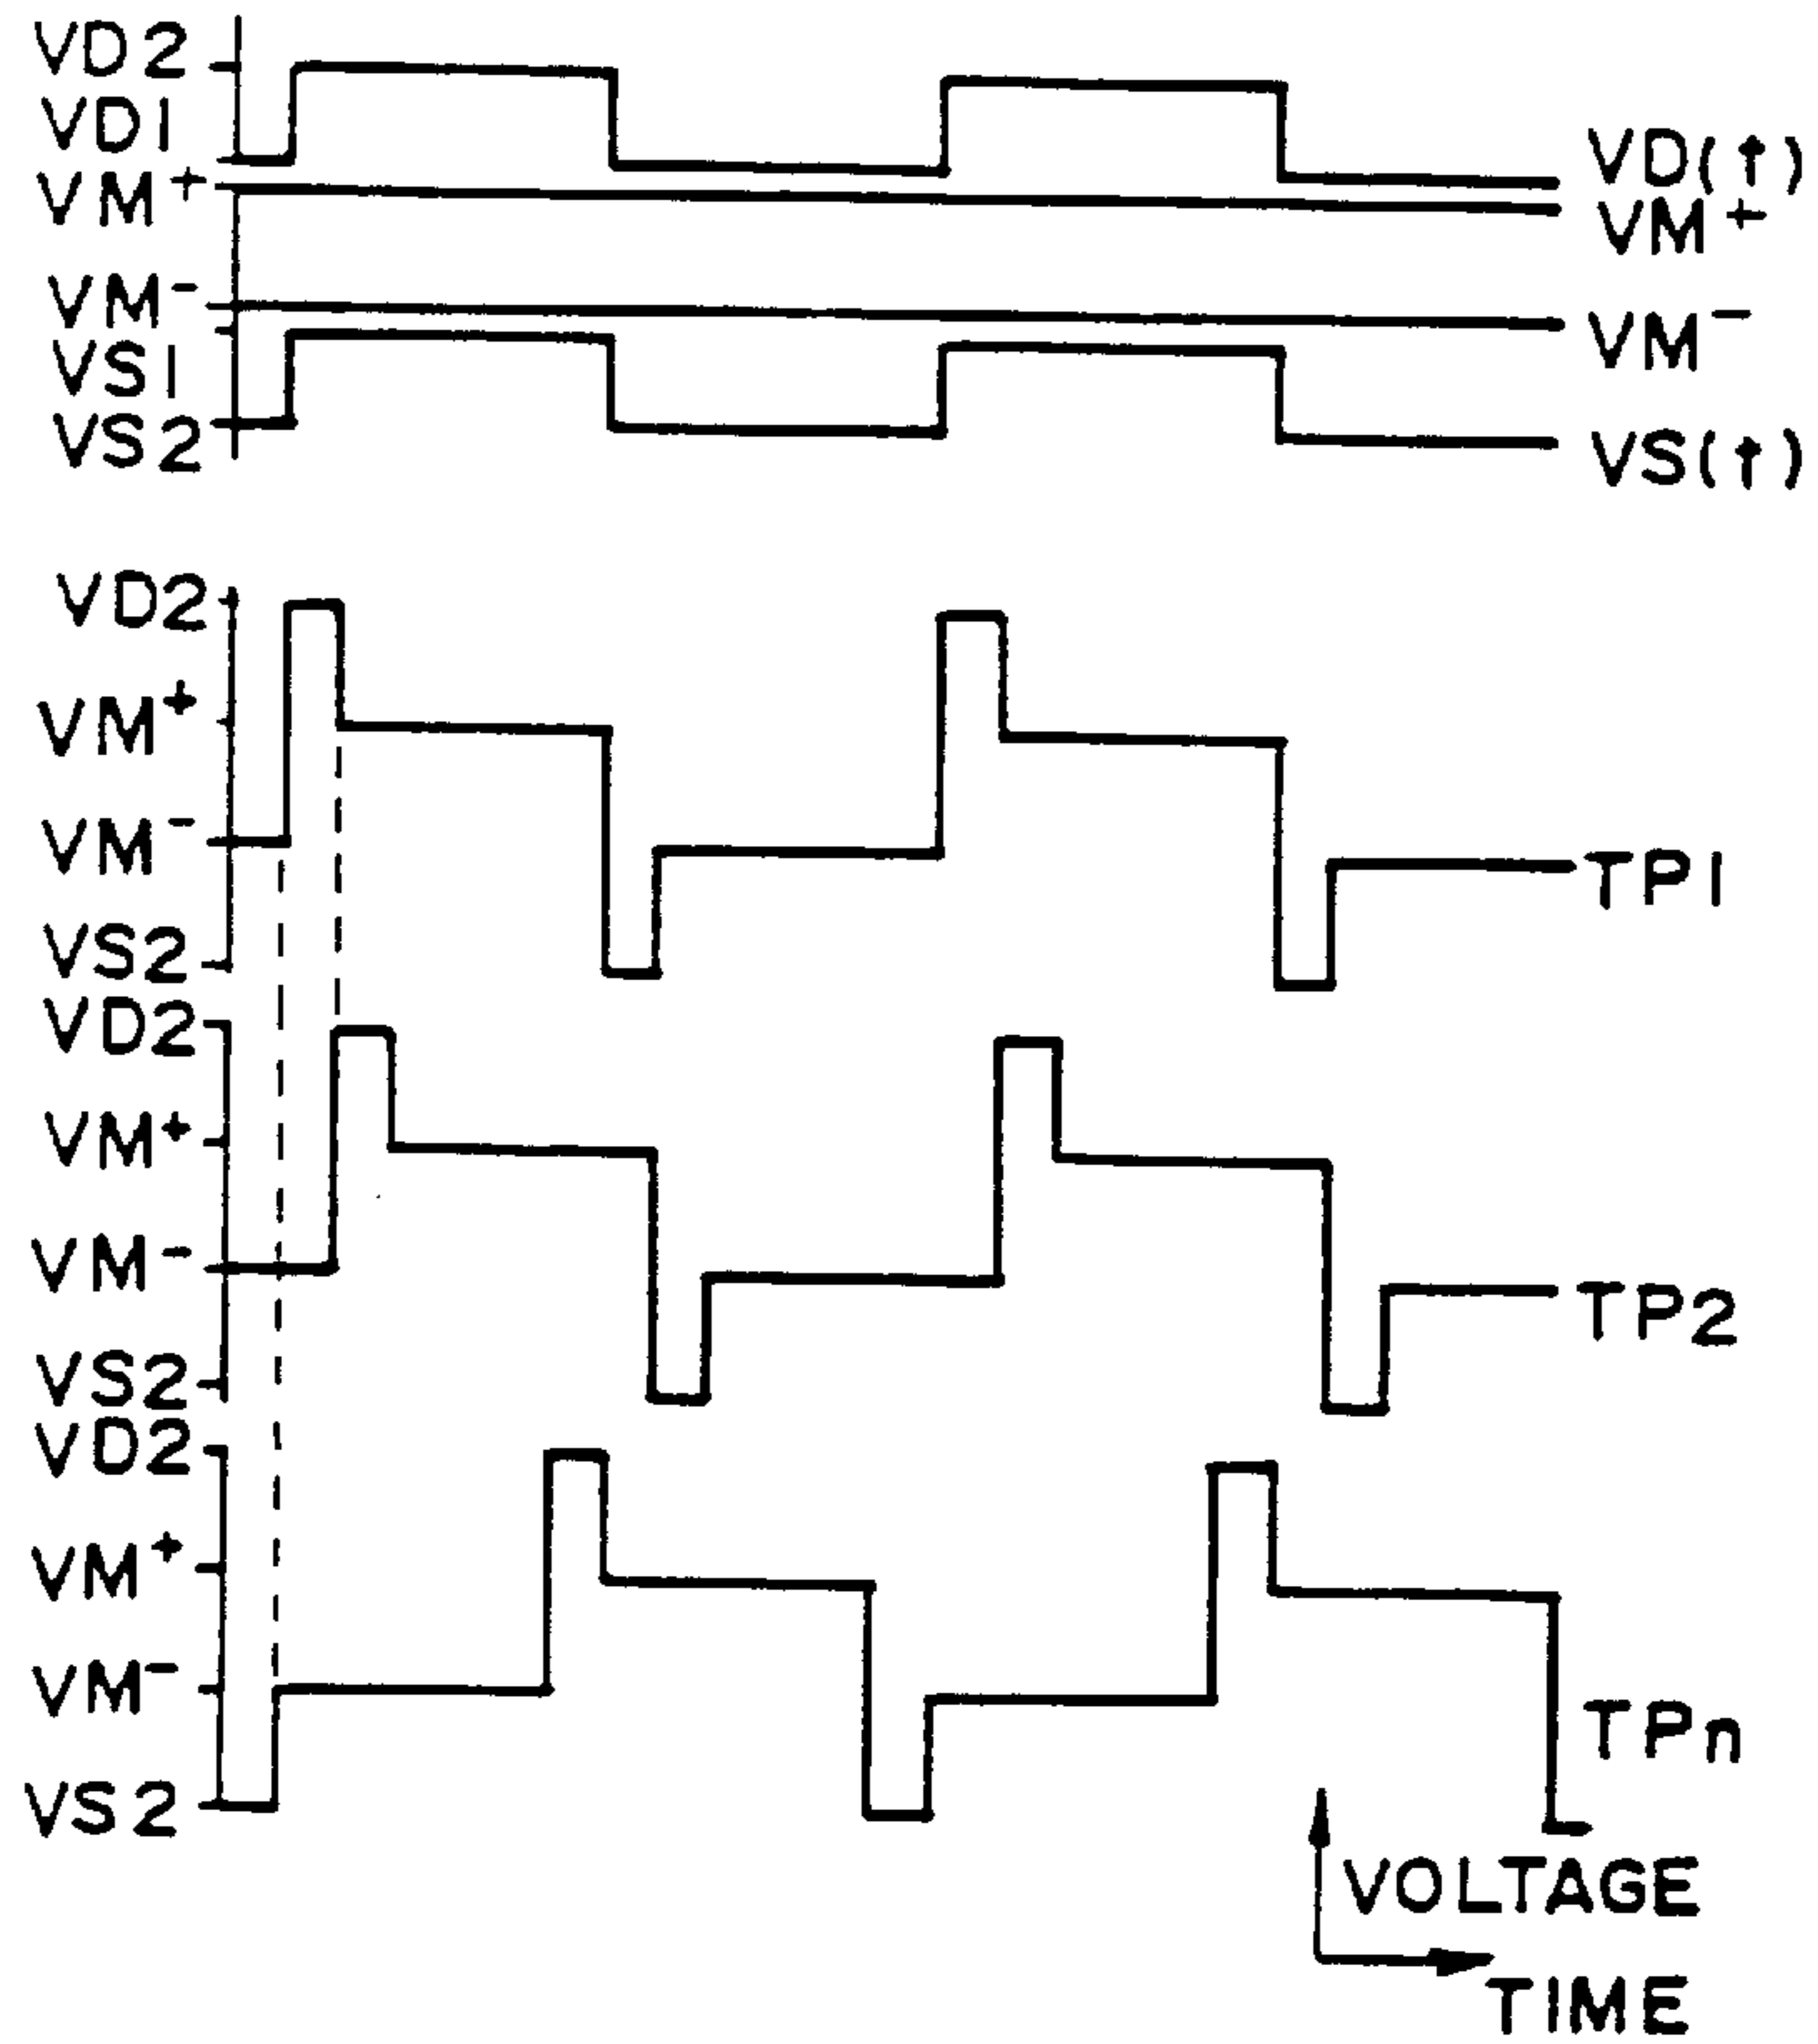 VD2
VD1
VD(t)
VM+
VM+
VM-
VM-
VS1
VS2
VS(t)
VD2
VM+
VM-
TP1
VS2
VD2
VM+
VM-
TP2
VS2
VD2
VM+
VM-
TPn
VS2
VOLTAGE
TIME